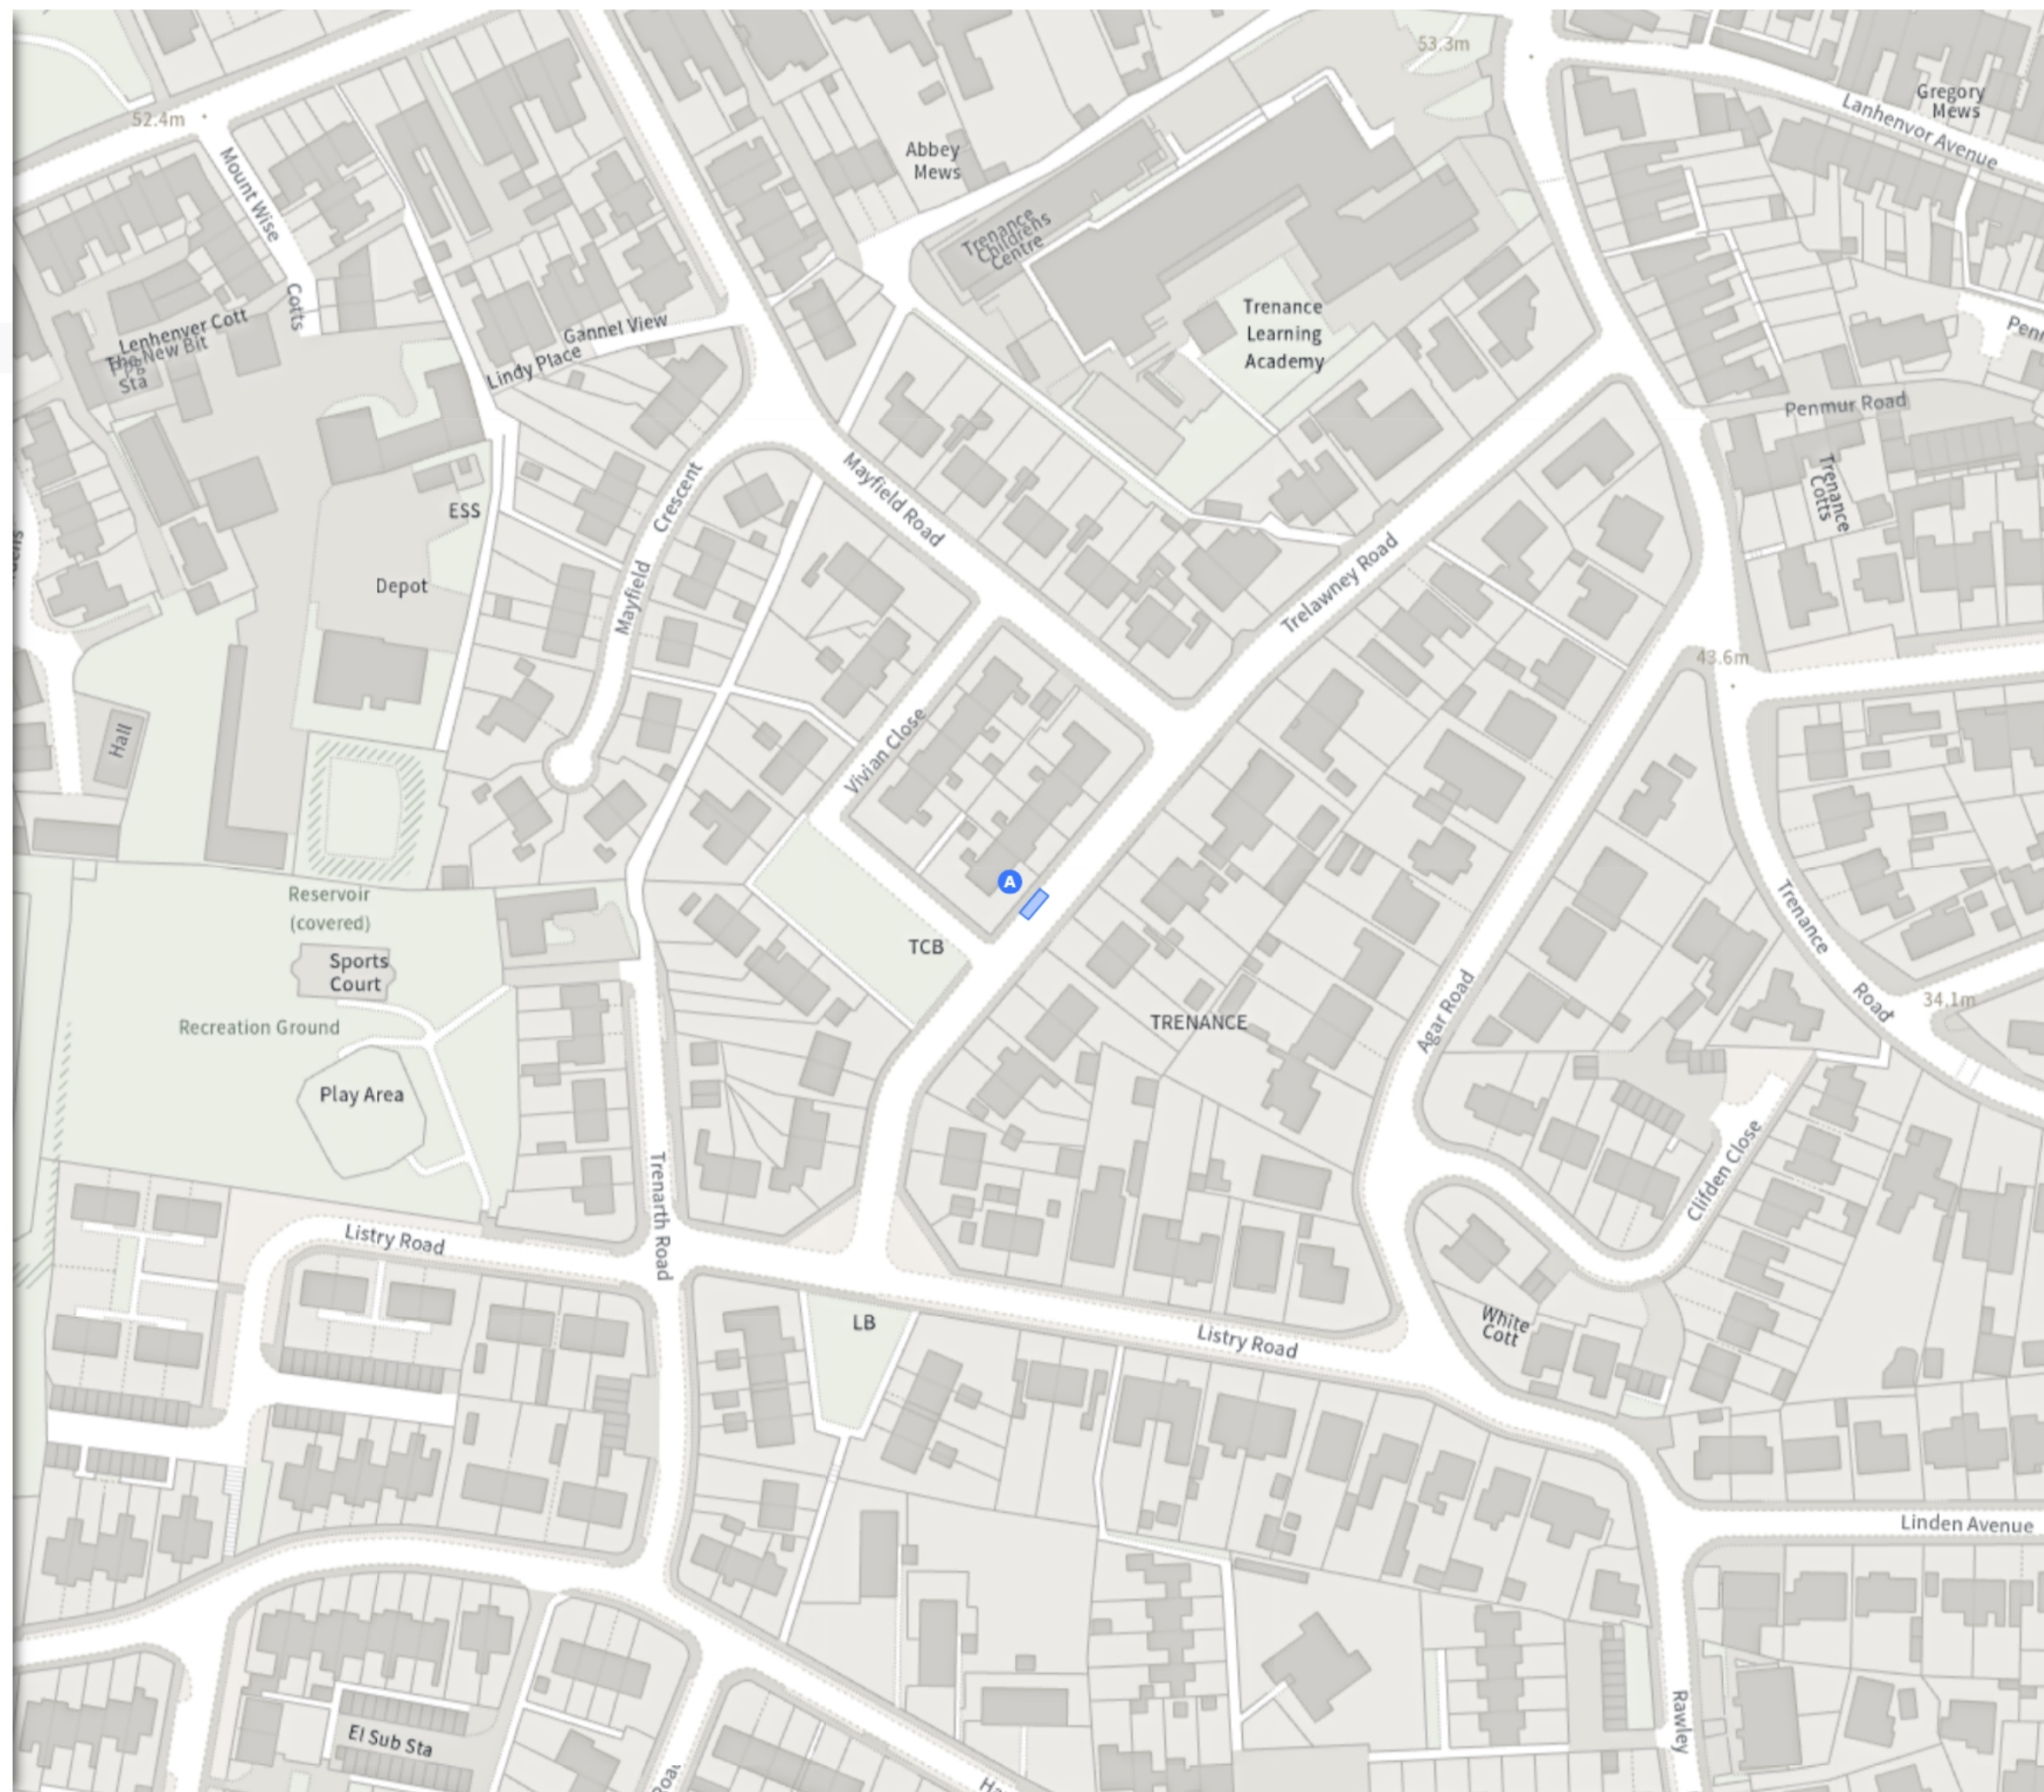 53.3m
Gregory
Mews
Lanhenvor Avenue
52.4m
Mount Wise
Cotts
Abbey
Mews
Trenance
Childrens
Centre
Trenance
Learning
Academy
Lenhenver Cott
The New Bit
Sta
Gannel View
Lindy Place
Penmur Road
Trenance
Cotts
Mayfield Road
Mayfield Crescent
ESS
Depot
Trelawney Road
43.6m
Hall
Vivian Close
A
Reservoir
(covered)
Sports
Court
Recreation Ground
Play Area
TCB
TRENANCE
Agar Road
Trenance Road
34.1m
Clifden Close
Trenarth Road
Listry Road
LB
Listry Road
White
Cott
Linden Avenue
Rawley
El Sub Sta